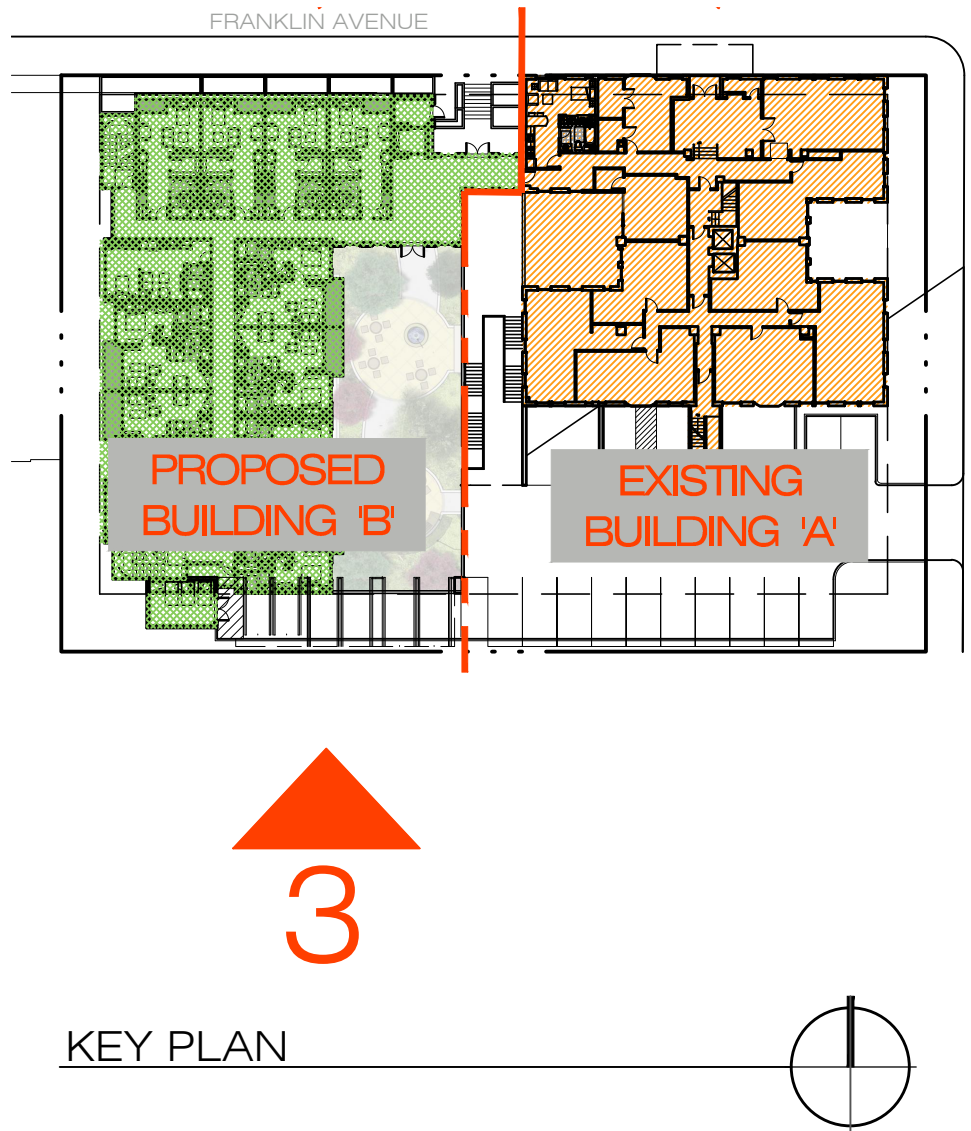 FRANKLIN AVENUE
PROPOSED
BUILDING 'B'
EXISTING
BUILDING 'A'
3
KEY PLAN